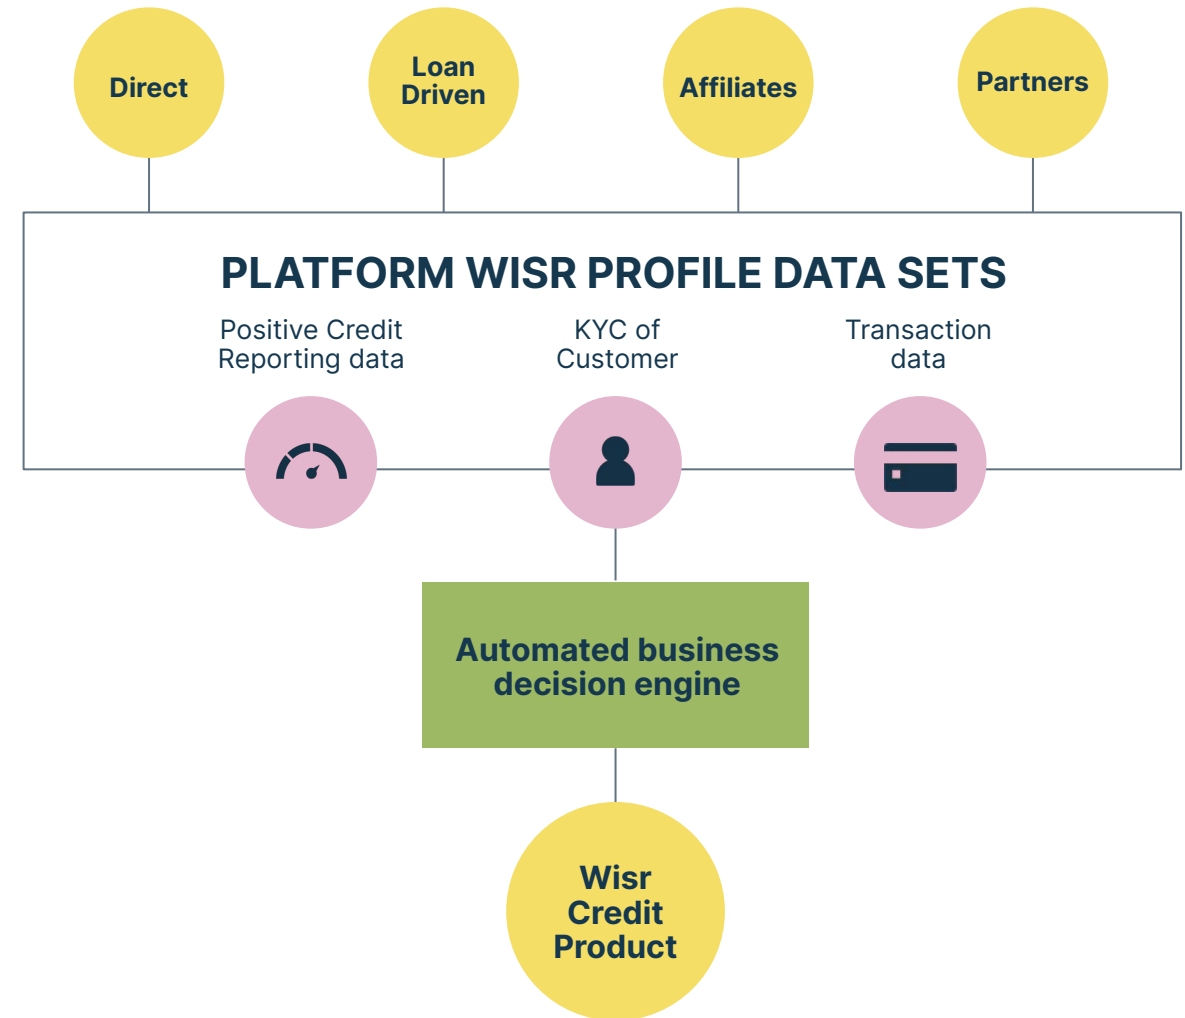 Direct
Loan
Driven
Affiliates
Partners
PLATFORM WISR PROFILE DATA SETS
Positive Credit
Reporting data
KYC of
Customer
Transaction
data
Automated business
decision engine
Wisr
Credit
Product